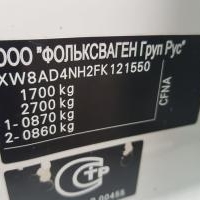 ООО "ФОЛЬКСВАГЕН Груп Рус"
XW8AD4NH2FK121550
1700 kg
2700 kg
1- 0870 kg
2- 0860 kg
CFNA